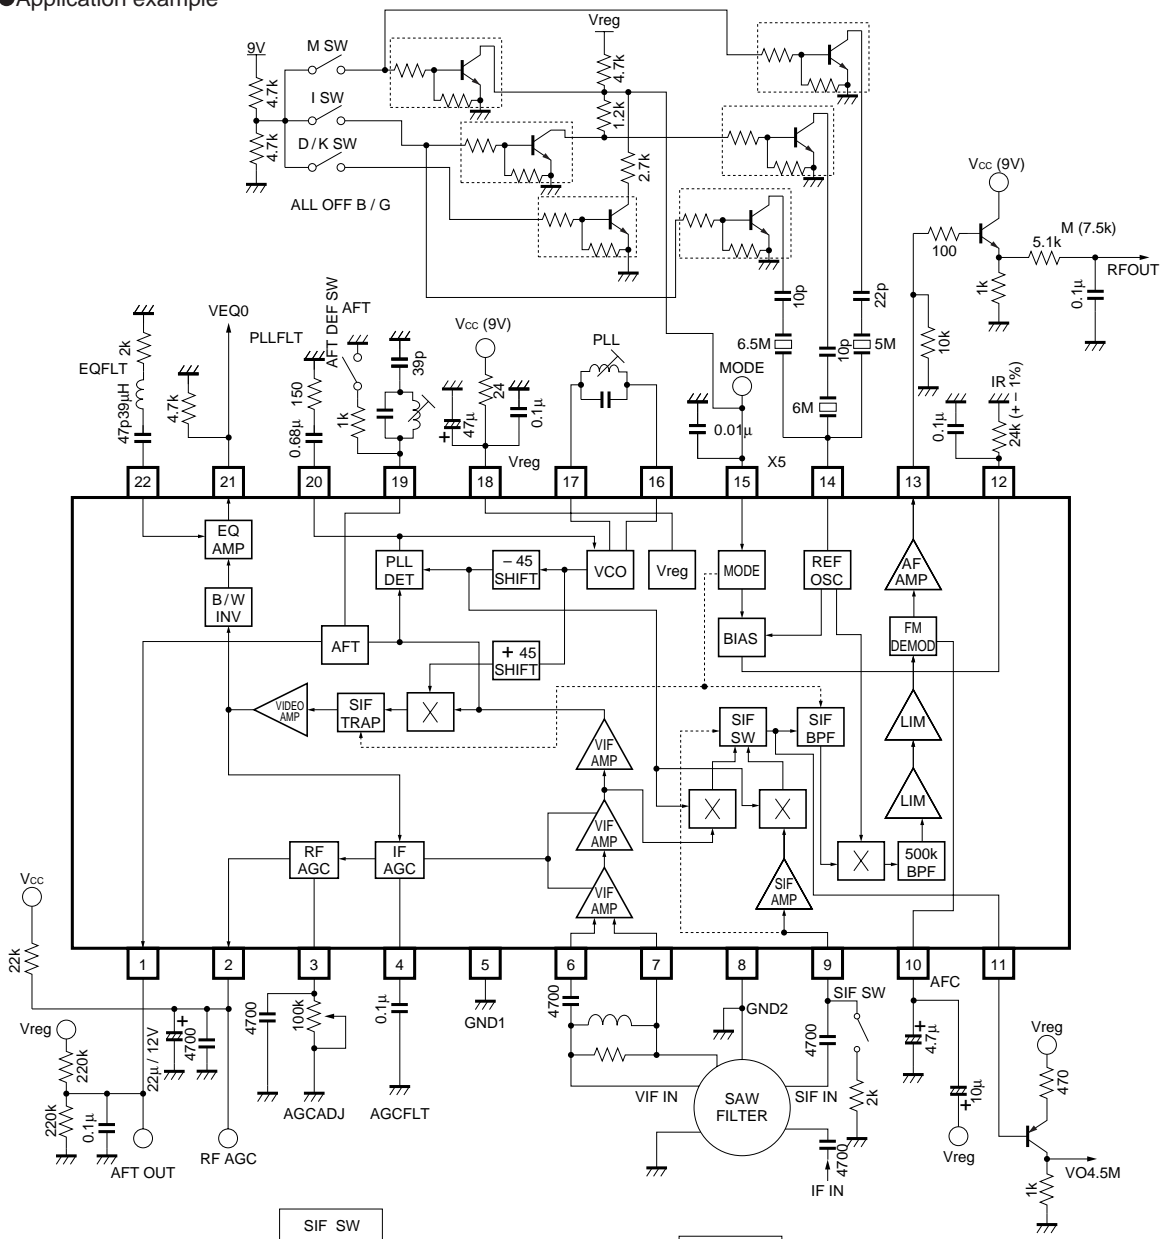 ●Application example
Vreg
9V
M SW
4.7k
4.7k
I SW
1.2k
4.7k
D / K SW
2.7k
ALL OFF B / G
VCC (9V)
M (7.5k)
100
5.1k
RFOUT
1k
0.1μ
10p
22p
10k
VEQ0
AFT DEF SW
AFT
VCC (9V)
PLL
6.5M
10p
5M
2k
PLLFLT
39p
MODE
EQFLT
150
24
6M
IR
24k (+ − 1%)
47p39μH
4.7k
0.68μ
1k
47μ
0.1μ
0.01μ
0.1μ
Vreg
X5
22
21
20
19
18
17
16
15
14
13
12
EQ
AMP
PLL
DET
− 45
SHIFT
VCO
Vreg
MODE
REF
OSC
AF
AMP
B / W
INV
AFT
+ 45
SHIFT
BIAS
FM
DEMOD
VIDEO
AMP
SIF
TRAP
X
VIF
AMP
SIF
SW
SIF
BPF
LIM
X
X
LIM
VIF
AMP
RF
AGC
IF
AGC
X
500k
BPF
VIF
AMP
SIF
AMP
VCC
22k
1
2
3
4
5
6
7
8
9
10
11
AFC
Vreg
220k
220k
0.1μ
22μ / 12V
4700
4700
100k
0.1μ
GND1
4700
GND2
SIF SW
4700
4.7μ
10μ
Vreg
470
AGCADJ
AGCFLT
VIF IN
SAW
FILTER
SIF IN
2k
Vreg
AFT OUT
RF AGC
4700
IF IN
VO4.5M
1k
SIF SW